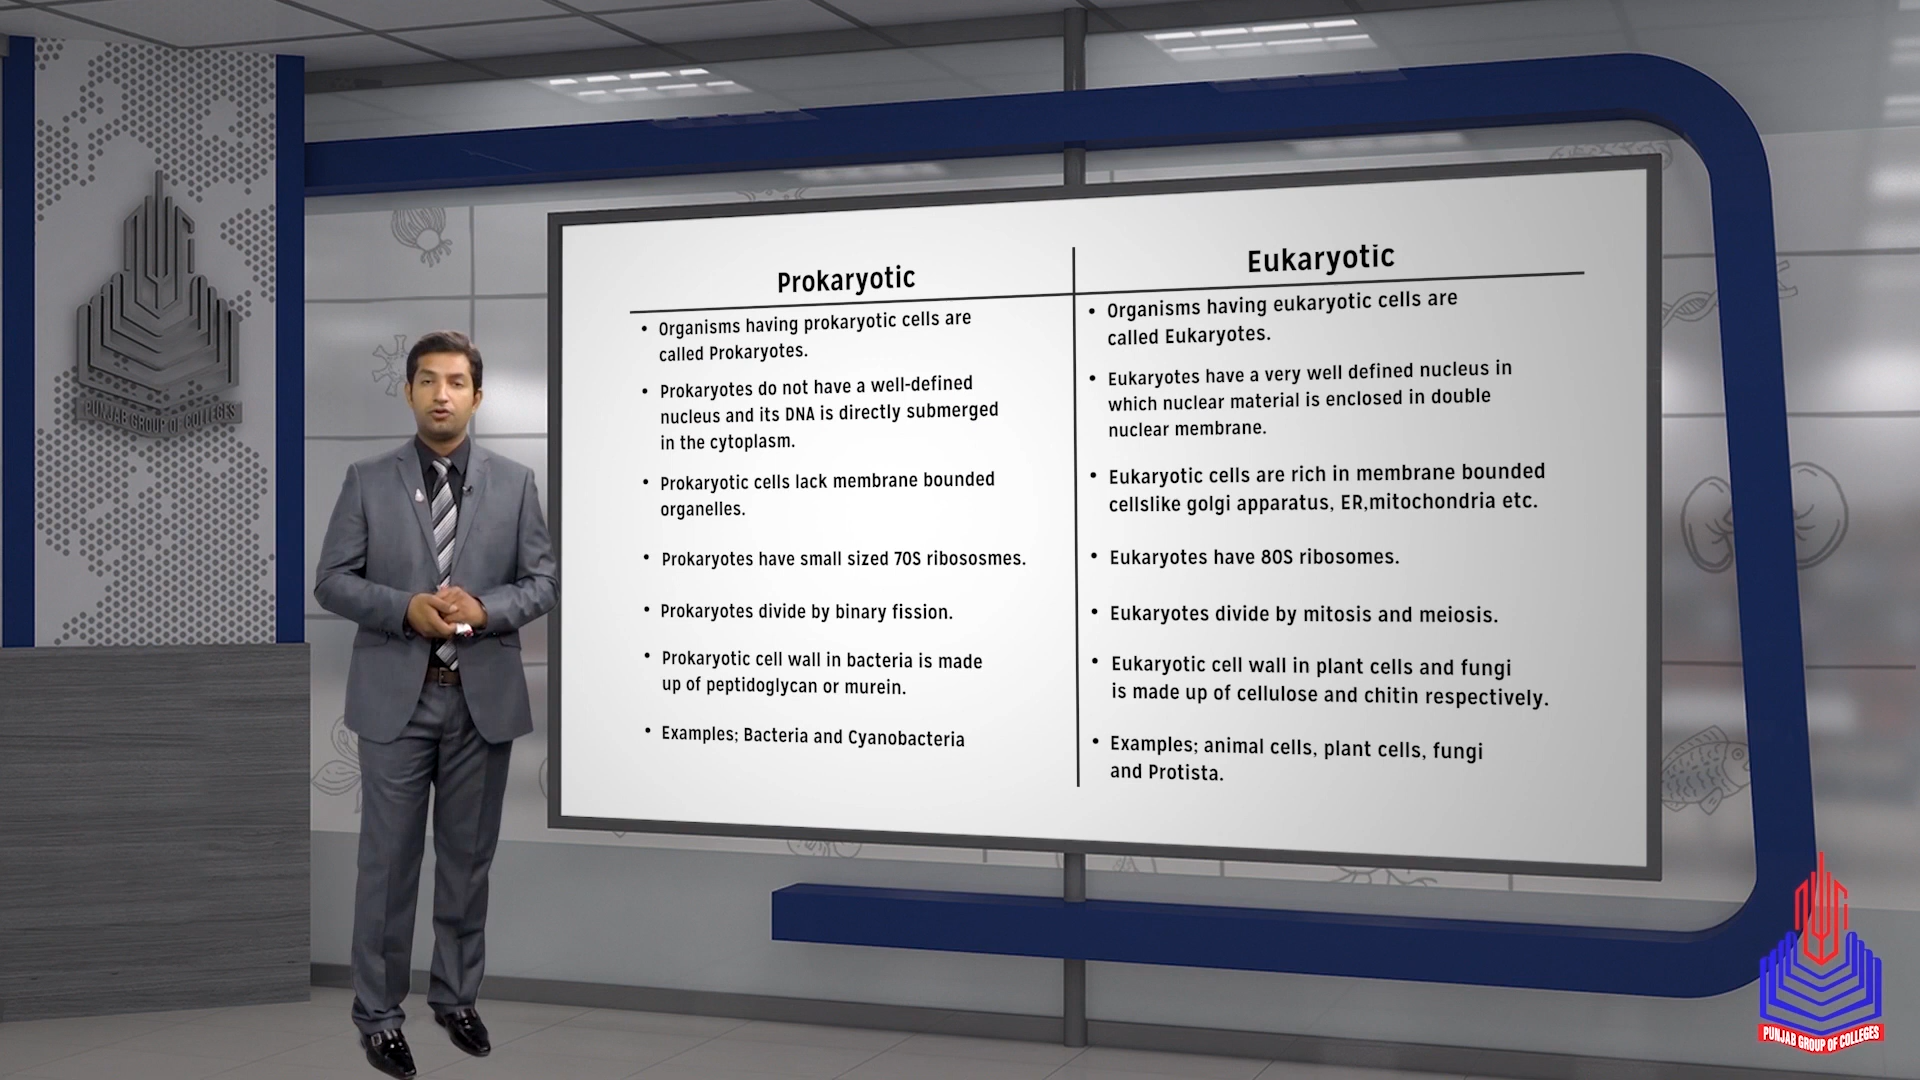 PUNJAB GROUP OF COLLEGES
Prokaryotic
• Organisms having prokaryotic cells are
called Prokaryotes.
• Prokaryotes do not have a well-defined
nucleus and its DNA is directly submerged
in the cytoplasm.
• Prokaryotic cells lack membrane bounded
organelles.
• Prokaryotes have small sized 70S ribososmes.
• Prokaryotes divide by binary fission.
• Prokaryotic cell wall in bacteria is made
up of peptidoglycan or murein.
• Examples; Bacteria and Cyanobacteria
Eukaryotic
• Organisms having eukaryotic cells are
called Eukaryotes.
• Eukaryotes have a very well defined nucleus in
which nuclear material is enclosed in double
nuclear membrane.
• Eukaryotic cells are rich in membrane bounded
cellslike golgi apparatus, ER,mitochondria etc.
• Eukaryotes have 80S ribosomes.
• Eukaryotes divide by mitosis and meiosis.
• Eukaryotic cell wall in plant cells and fungi
is made up of cellulose and chitin respectively.
• Examples; animal cells, plant cells, fungi
and Protista.
PUNJAB GROUP OF COLLEGES